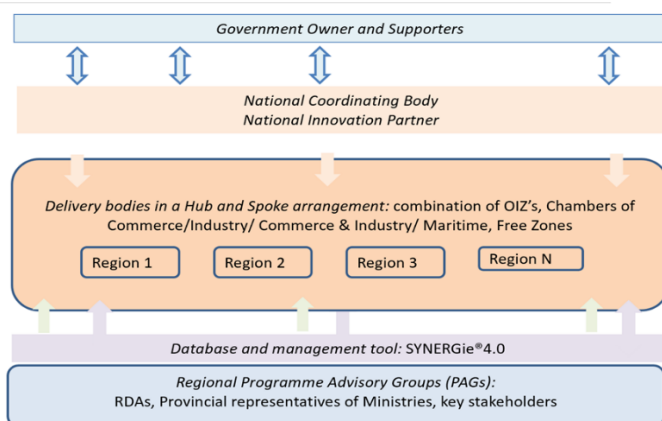 Government Owner and Supporters
National Coordinating Body
National Innovation Partner
Delivery bodies in a Hub and Spoke arrangement: combination of OIZ's, Chambers of
Commerce/Industry/ Commerce & Industry/ Maritime, Free Zones
Region 1
Region 2
Region 3
Region N
Database and management tool: SYNERGie®4.0
Regional Programme Advisory Groups (PAGs):
RDAs, Provincial representatives of Ministries, key stakeholders